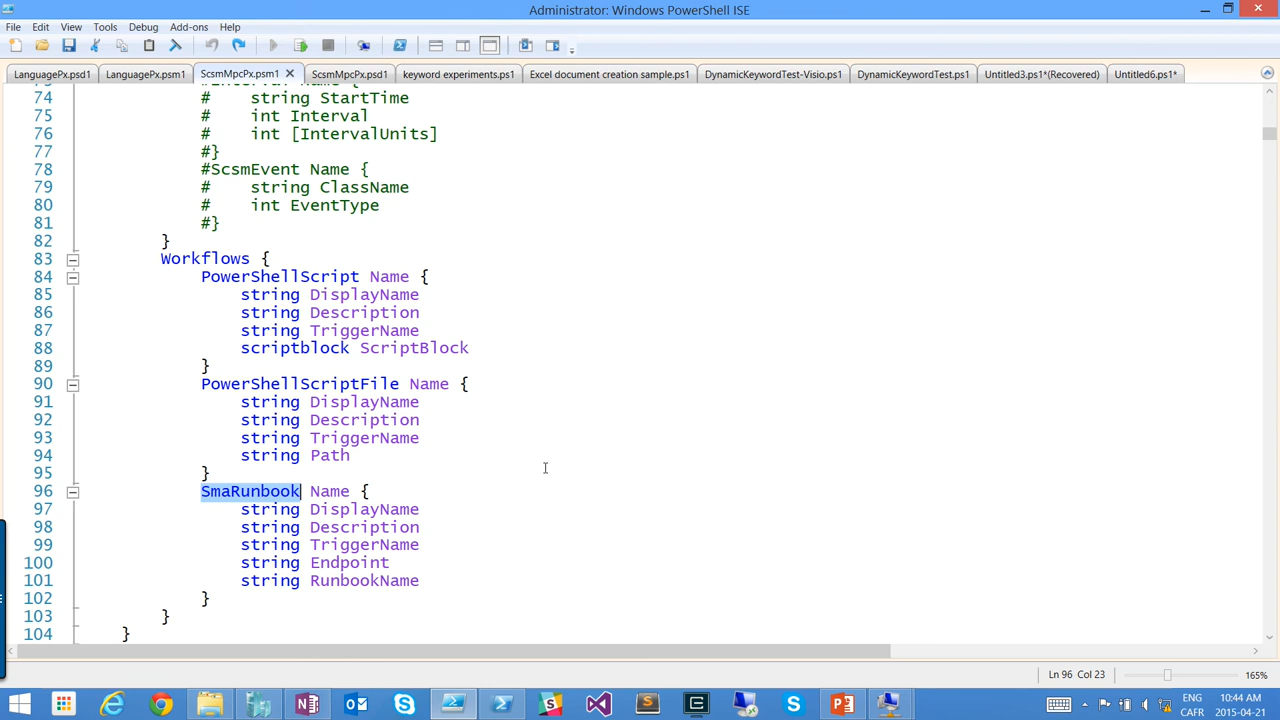 Administrator: Windows PowerShell ISE
File Edit View Tools Debug Add-ons Help
LanguagePx.psd1 LanguagePx.psm1 ScsmMpcPx.psm1 ScsmMpcPx.psd1 keyword experiments.ps1 Excel document creation sample.ps1 DynamicKeywordTest-Visio.ps1 DynamicKeywordTest.ps1 Untitled3.ps1*(Recovered) Untitled6.ps1*
74 # string StartTime
75 # int Interval
76 # int [IntervalUnits]
77 #}
78 #ScsmEvent Name {
79 # string ClassName
80 # int EventType
81 #}
82 }
83 Workflows {
84 PowerShellScript Name {
85 string DisplayName
86 string Description
87 string TriggerName
88 scriptblock ScriptBlock
89 }
90 PowerShellScriptFile Name {
91 string DisplayName
92 string Description
93 string TriggerName
94 string Path
95 }
96 SmaRunbook Name {
97 string DisplayName
98 string Description
99 string TriggerName
100 string Endpoint
101 string RunbookName
102 }
103 }
104 }
Ln 96 Col 23 165%
ENG 10:44 AM
CAFR 2015-04-21